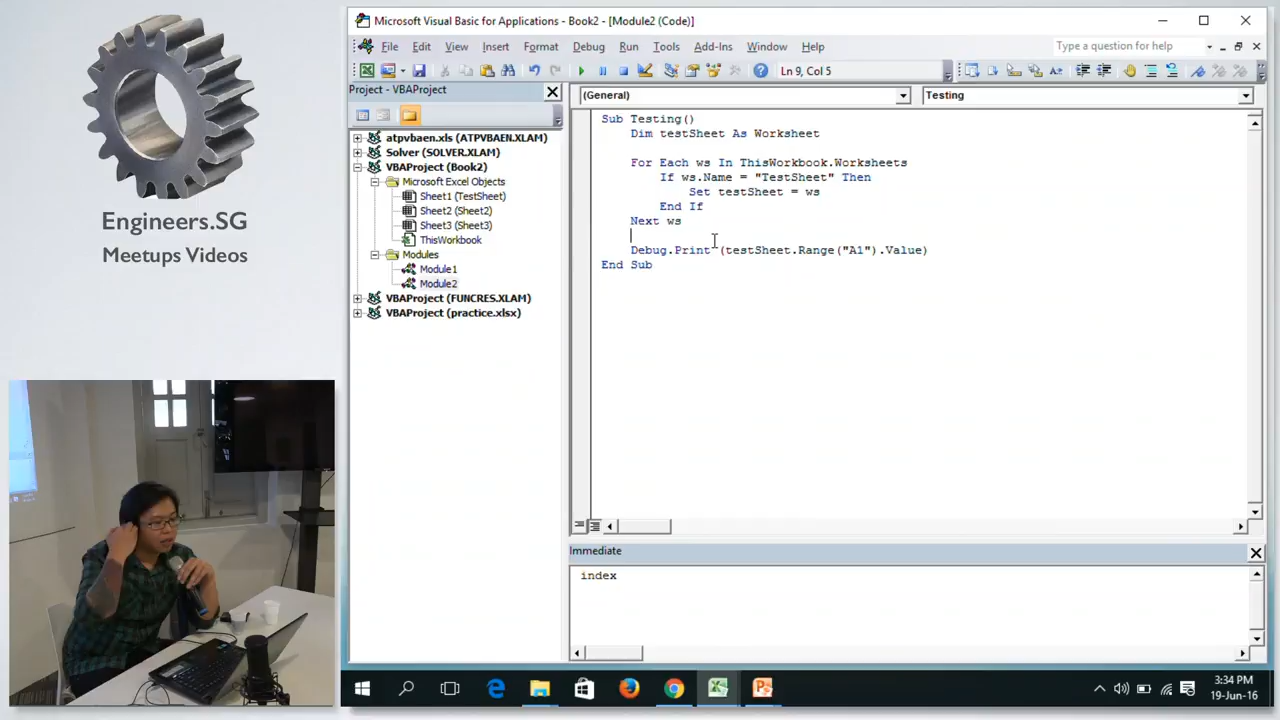 Engineers.SG
Meetups Videos
Microsoft Visual Basic for Applications - Book2 - [Module2 (Code)]
File Edit View Insert Format Debug Run Tools Add-Ins Window Help
Type a question for help
Ln 9, Col 5
Project - VBAProject
atpvbaen.xls (ATPVBAEN.XLAM)
Solver (SOLVER.XLAM)
VBAProject (Book2)
Microsoft Excel Objects
Sheet1 (TestSheet)
Sheet2 (Sheet2)
Sheet3 (Sheet3)
ThisWorkbook
Modules
Module1
Module2
VBAProject (FUNCRES.XLAM)
VBAProject (practice.xlsx)
(General)
Testing
Sub Testing()
Dim testSheet As Worksheet
For Each ws In ThisWorkbook.Worksheets
If ws.Name = "TestSheet" Then
Set testSheet = ws
End If
Next ws
Debug.Print (testSheet.Range("A1").Value)
End Sub
Immediate
index
3:34 PM
19-Jun-16